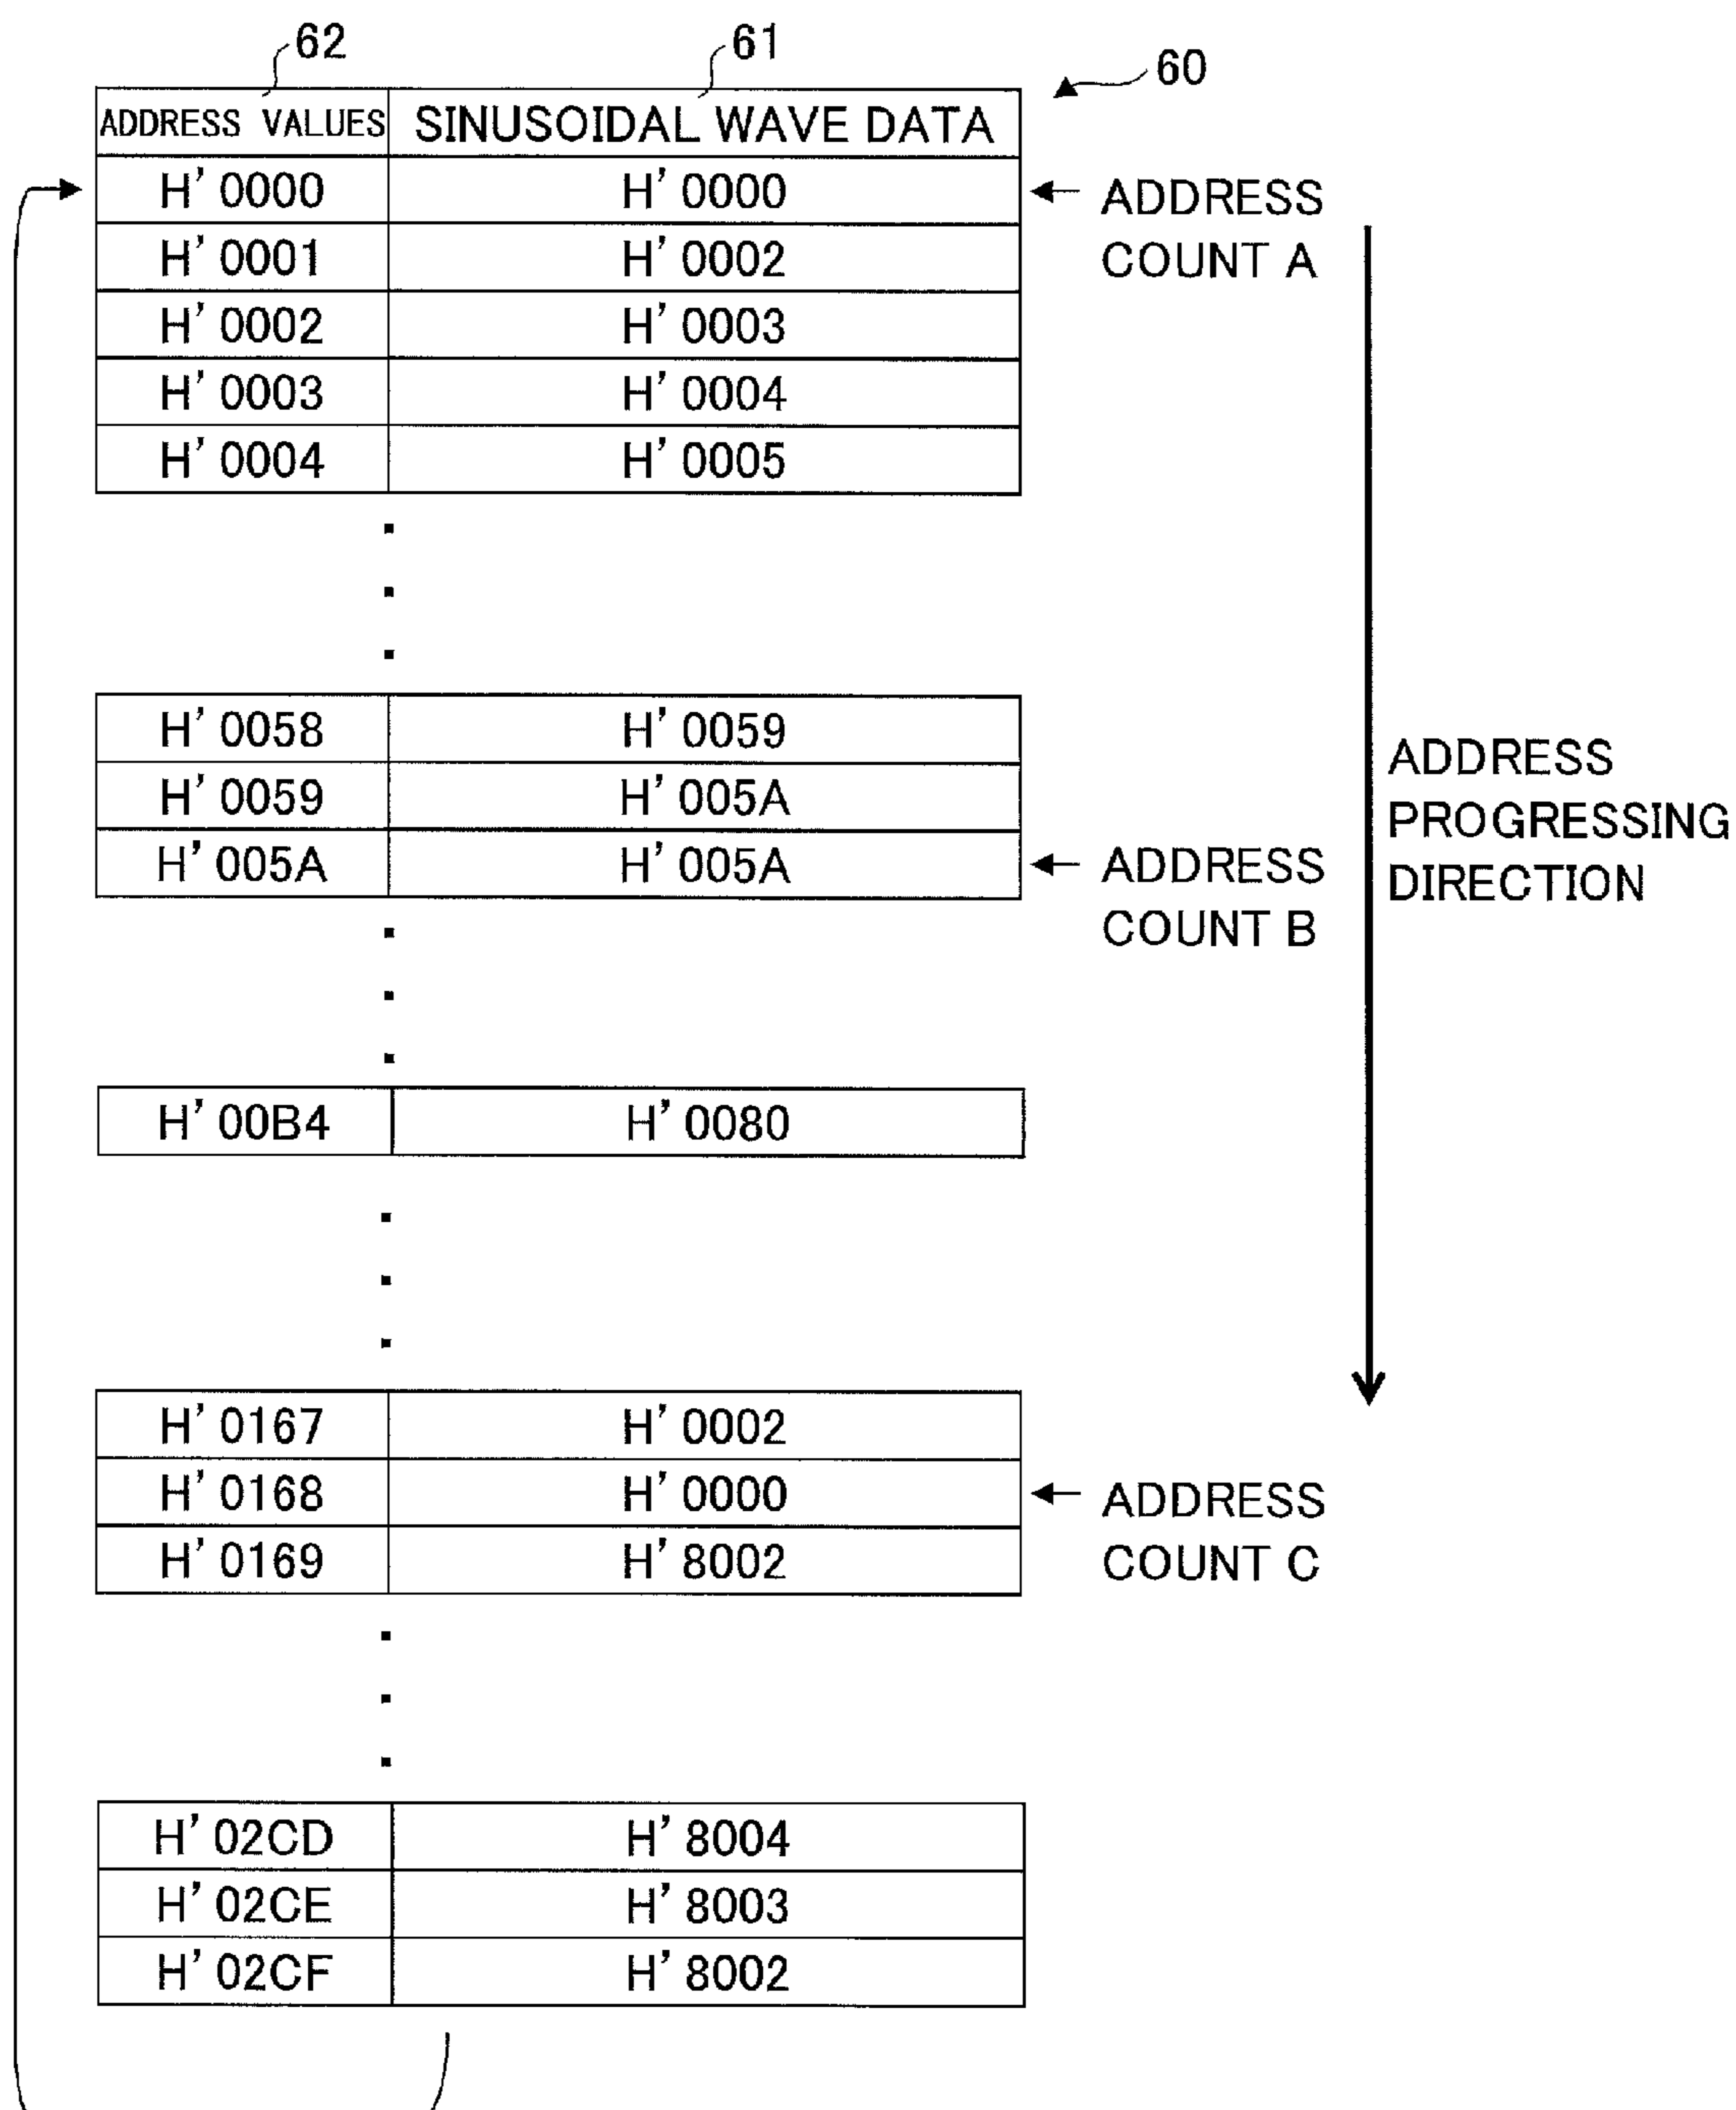 62
61
60
ADDRESS VALUES SINUSOIDAL WAVE DATA
H'0000 H'0000
ADDRESS
COUNT A
H'0001 H'0002
H'0002 H'0003
H'0003 H'0004
H'0004 H'0005
H'0058 H'0059
H'0059 H'005A
H'005A H'005A
ADDRESS
COUNT B
ADDRESS
PROGRESSING
DIRECTION
H'00B4 H'0080
H'0167 H'0002
H'0168 H'0000
ADDRESS
COUNT C
H'0169 H'8002
H'02CD H'8004
H'02CE H'8003
H'02CF H'8002